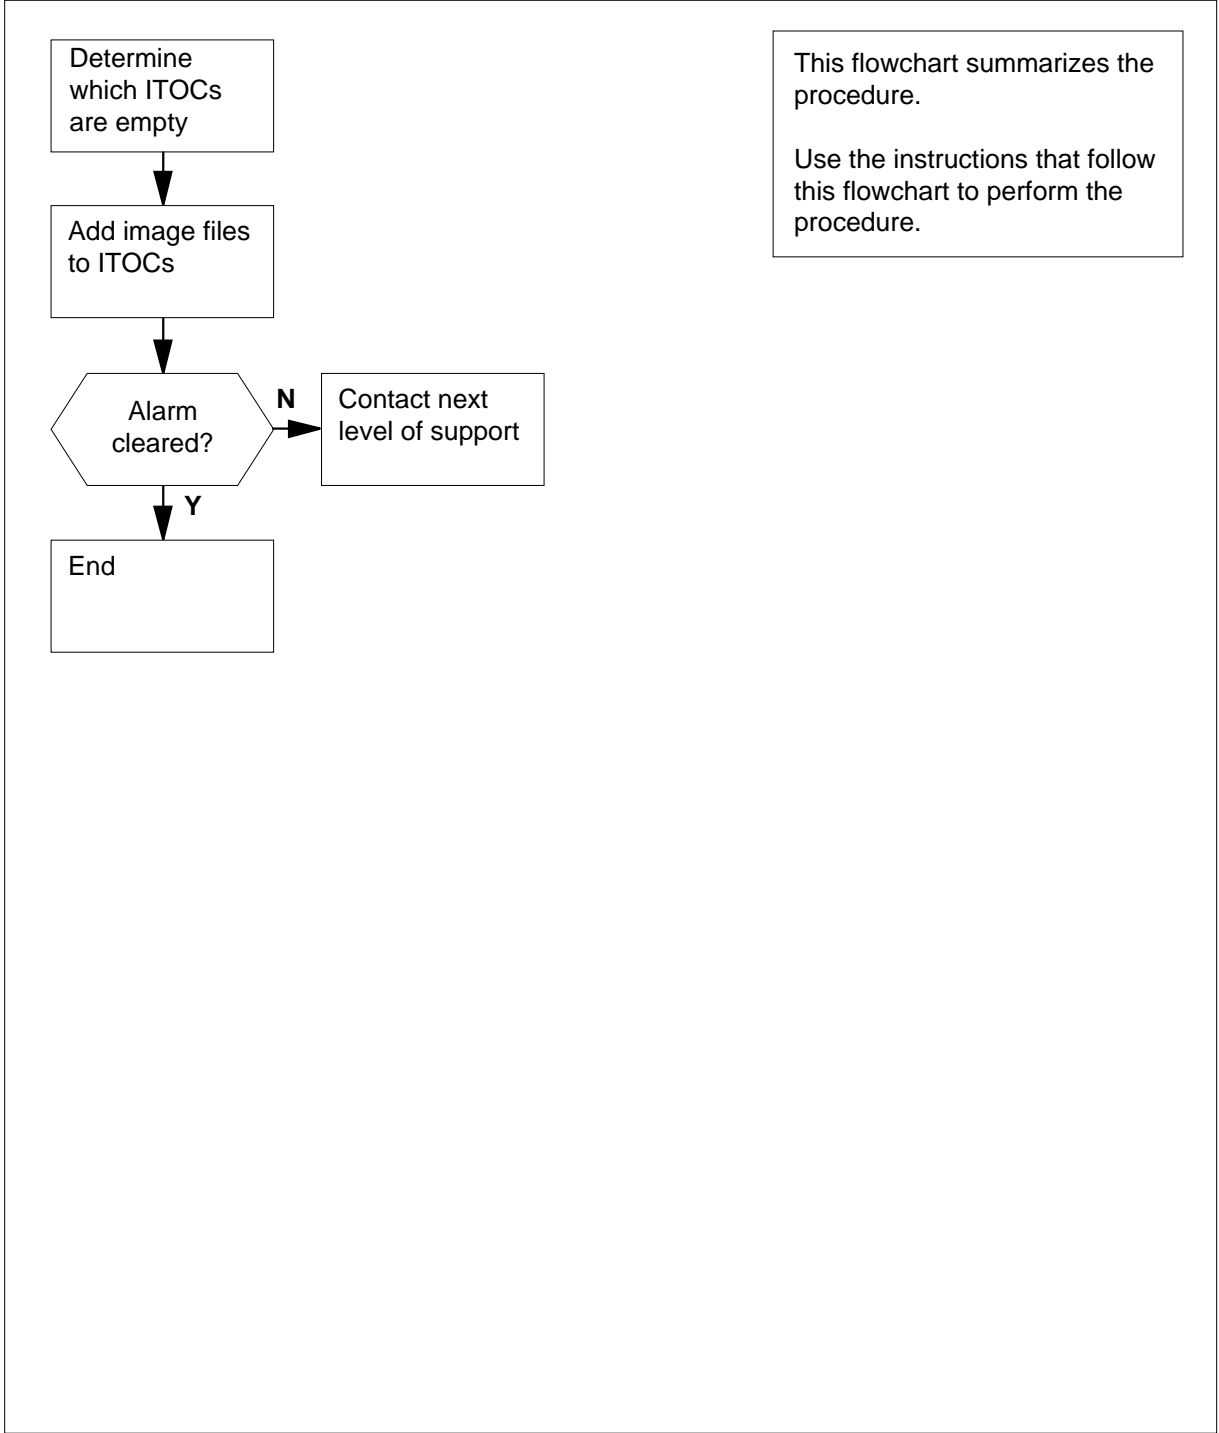 Determine
which ITOCs
are empty
This flowchart summarizes the
procedure.
Use the instructions that follow
this flowchart to perform the
procedure.
Add image files
to ITOCs
Alarm
cleared?
N
Contact next
level of support
Y
End